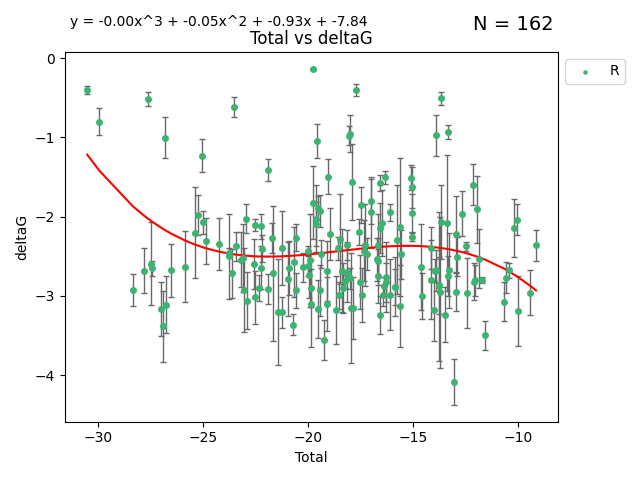 y = -0.00x^3 + -0.05x^2 + -0.93x + -7.84
N = 162
Total vs deltaG
R
deltaG
0
−1
−2
−3
−4
−30
−25
−20
−15
−10
Total